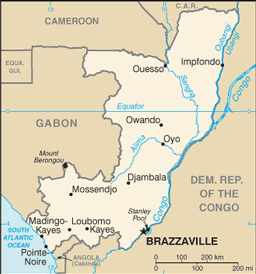 16
CAMEROON
C.A.R.
Oubangi
Ubangi
Impfondo
Ouesso
EQUA.
GUI.
Sangha
Congo
Equator
GABON
Owando
Oyo
Alima
Mount
Berongou
DEM. REP.
OF THE
CONGO
Djambala
Mossendjo
Stanley
Pool
Congo
SOUTH
ATLANTIC
OCEAN
Madingo-
Kayes
Loubomo
Kayes
BRAZZAVILLE
Pointe-
Noire
ANGOLA
(Cabinda)
0 100 200 km
0 100 200 mi